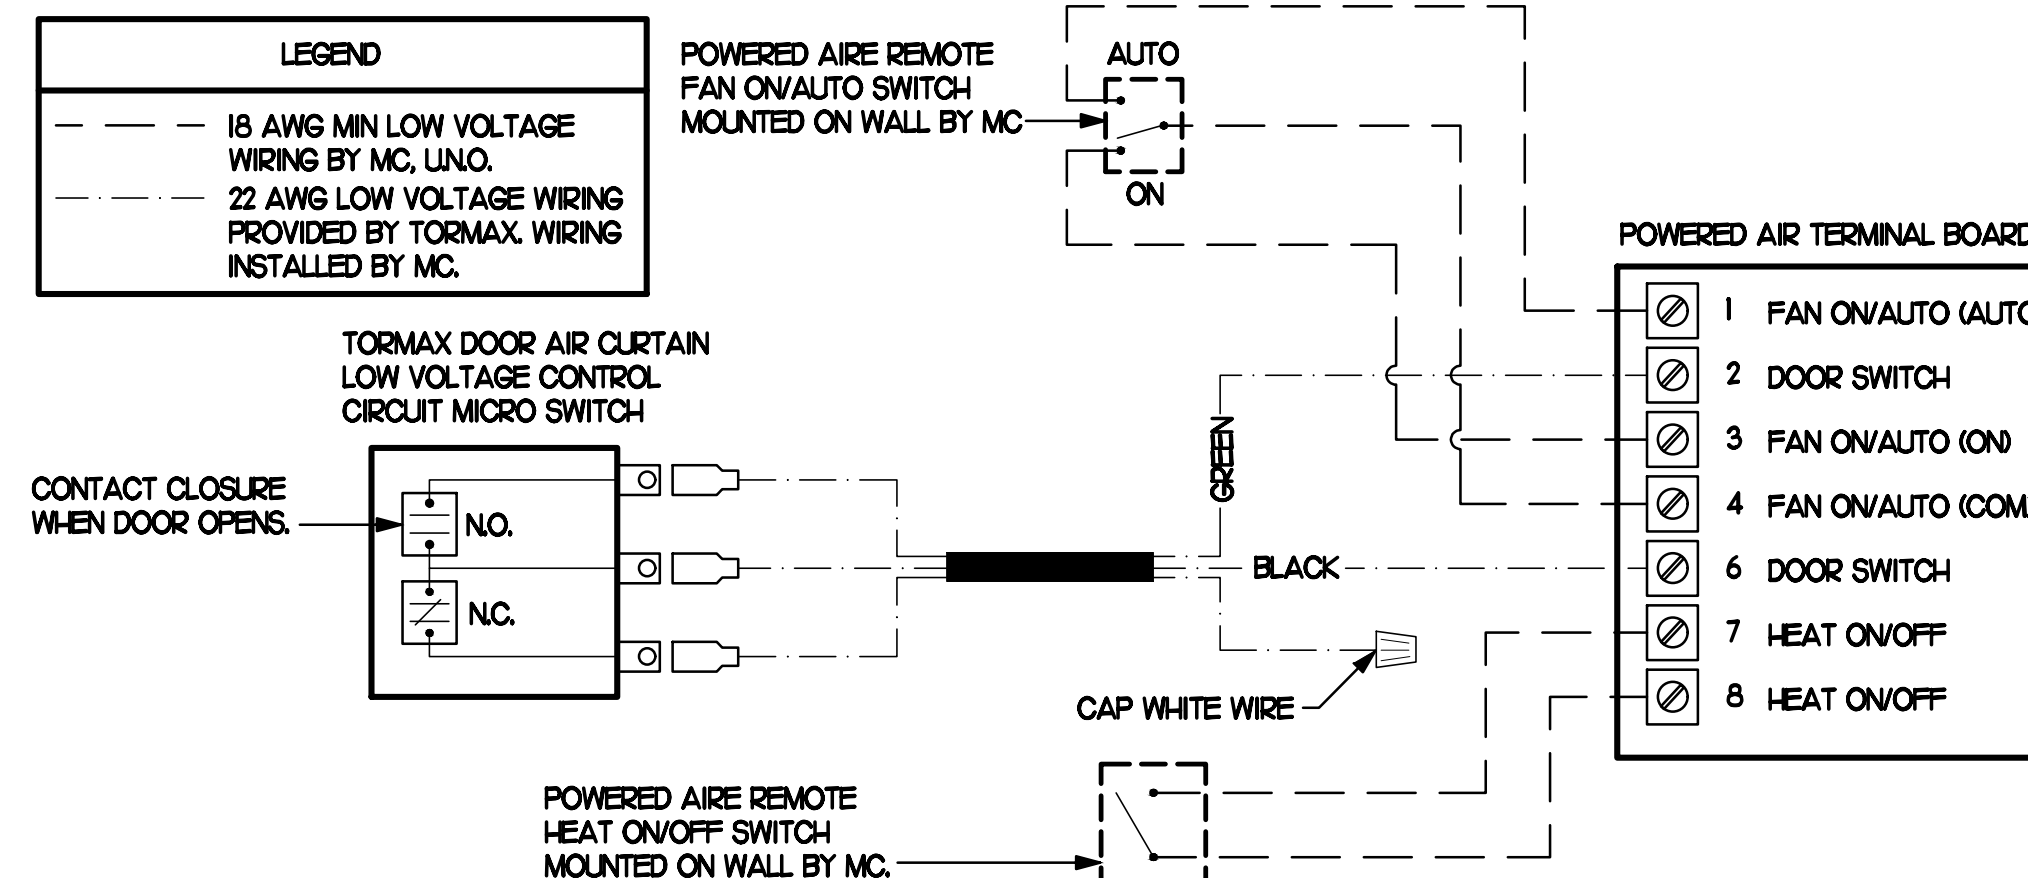 LEGEND
18 AWG MIN LOW VOLTAGE
WIRING BY MC, U.N.O.
22 AWG LOW VOLTAGE WIRING
PROVIDED BY TORMAX. WIRING
INSTALLED BY MC.
POWERED AIRE REMOTE
FAN ON/AUTO SWITCH
MOUNTED ON WALL BY MC
AUTO
ON
POWERED AIR TERMINAL BOARD
1 FAN ON/AUTO (AUTO
2 DOOR SWITCH
3 FAN ON/AUTO (ON)
4 FAN ON/AUTO (COM
6 DOOR SWITCH
7 HEAT ON/OFF
8 HEAT ON/OFF
TORMAX DOOR AIR CURTAIN
LOW VOLTAGE CONTROL
CIRCUIT MICRO SWITCH
CONTACT CLOSURE
WHEN DOOR OPENS.
N.O.
N.C.
GREEN
BLACK
CAP WHITE WIRE
POWERED AIRE REMOTE
HEAT ON/OFF SWITCH
MOUNTED ON WALL BY MC.